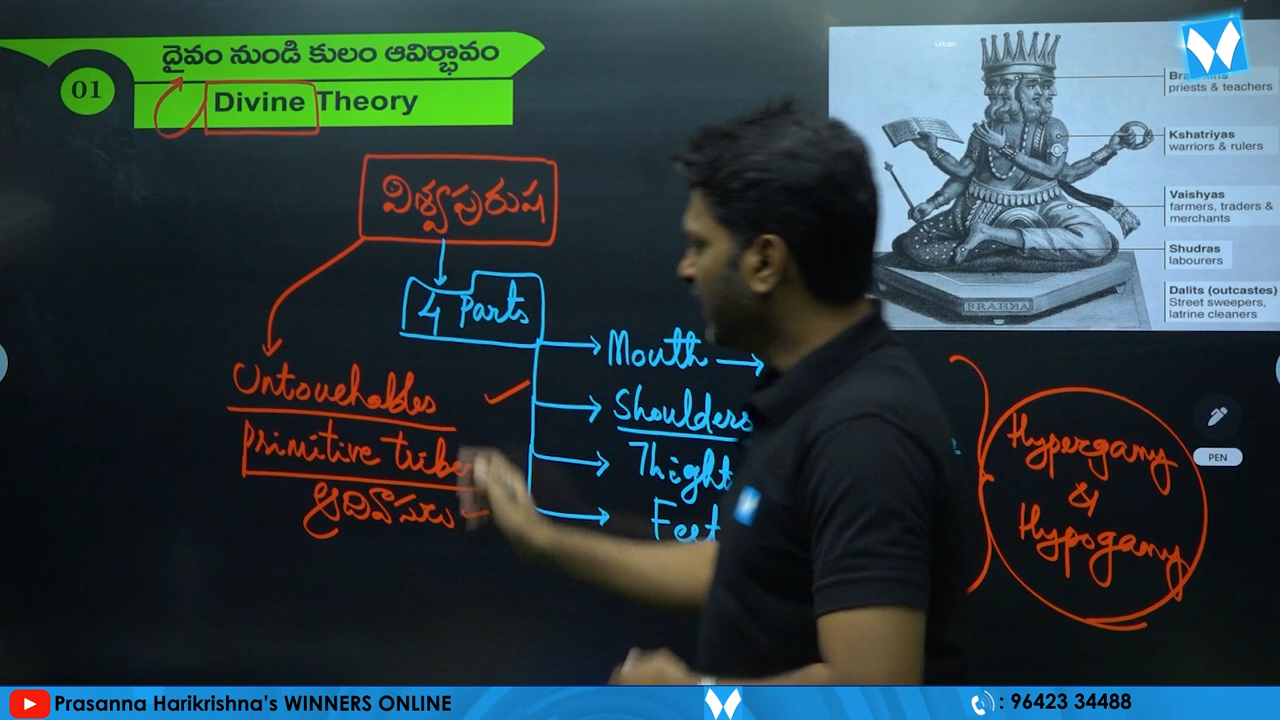 దైవం నుండి కులం ఆవిర్భావం
01
Divine Theory
విశ్వపురుష
4 Parts
Mouth
Shoulders
Thight
Feet
Untouchables
primitive tribe
ఆదివాసులు
priests & teachers
Kshatriyas
warriors & rulers
Vaishyas
farmers, traders &
merchants
Shudras
labourers
Dalits (outcastes)
Street sweepers,
latrine cleaners
BRAHMA
Hypergamy
&
Hypogamy
PEN
Prasanna Harikrishna's WINNERS ONLINE
: 96423 34488